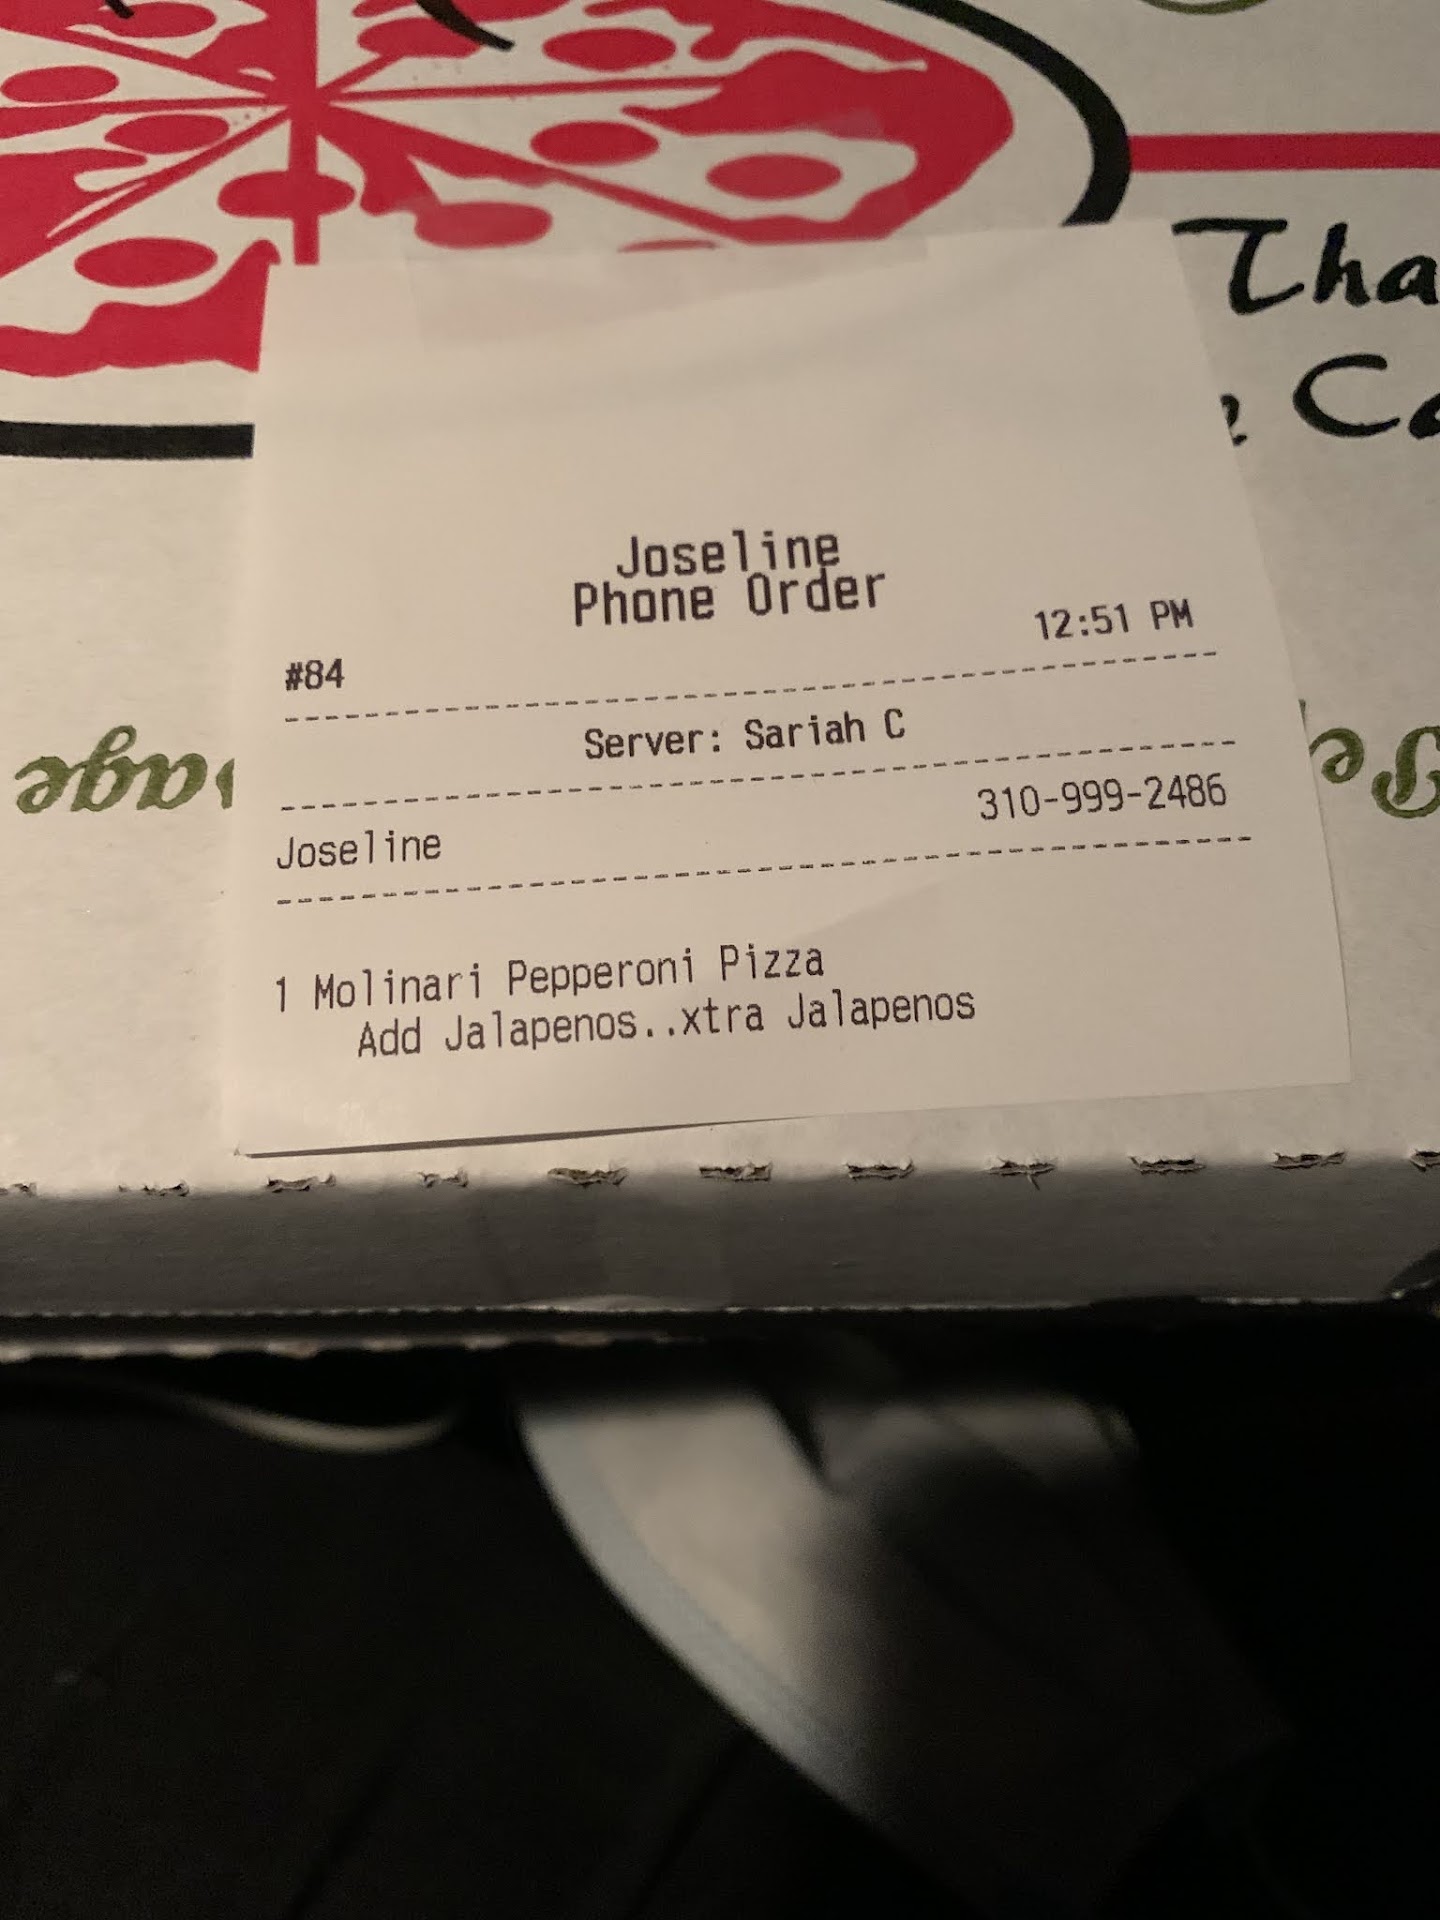 Tha
e Co
Joseline
Phone Order
#84 12:51 PM
Server: Sariah C
Joseline 310-999-2486
1 Molinari Pepperoni Pizza
Add Jalapenos..xtra Jalapenos